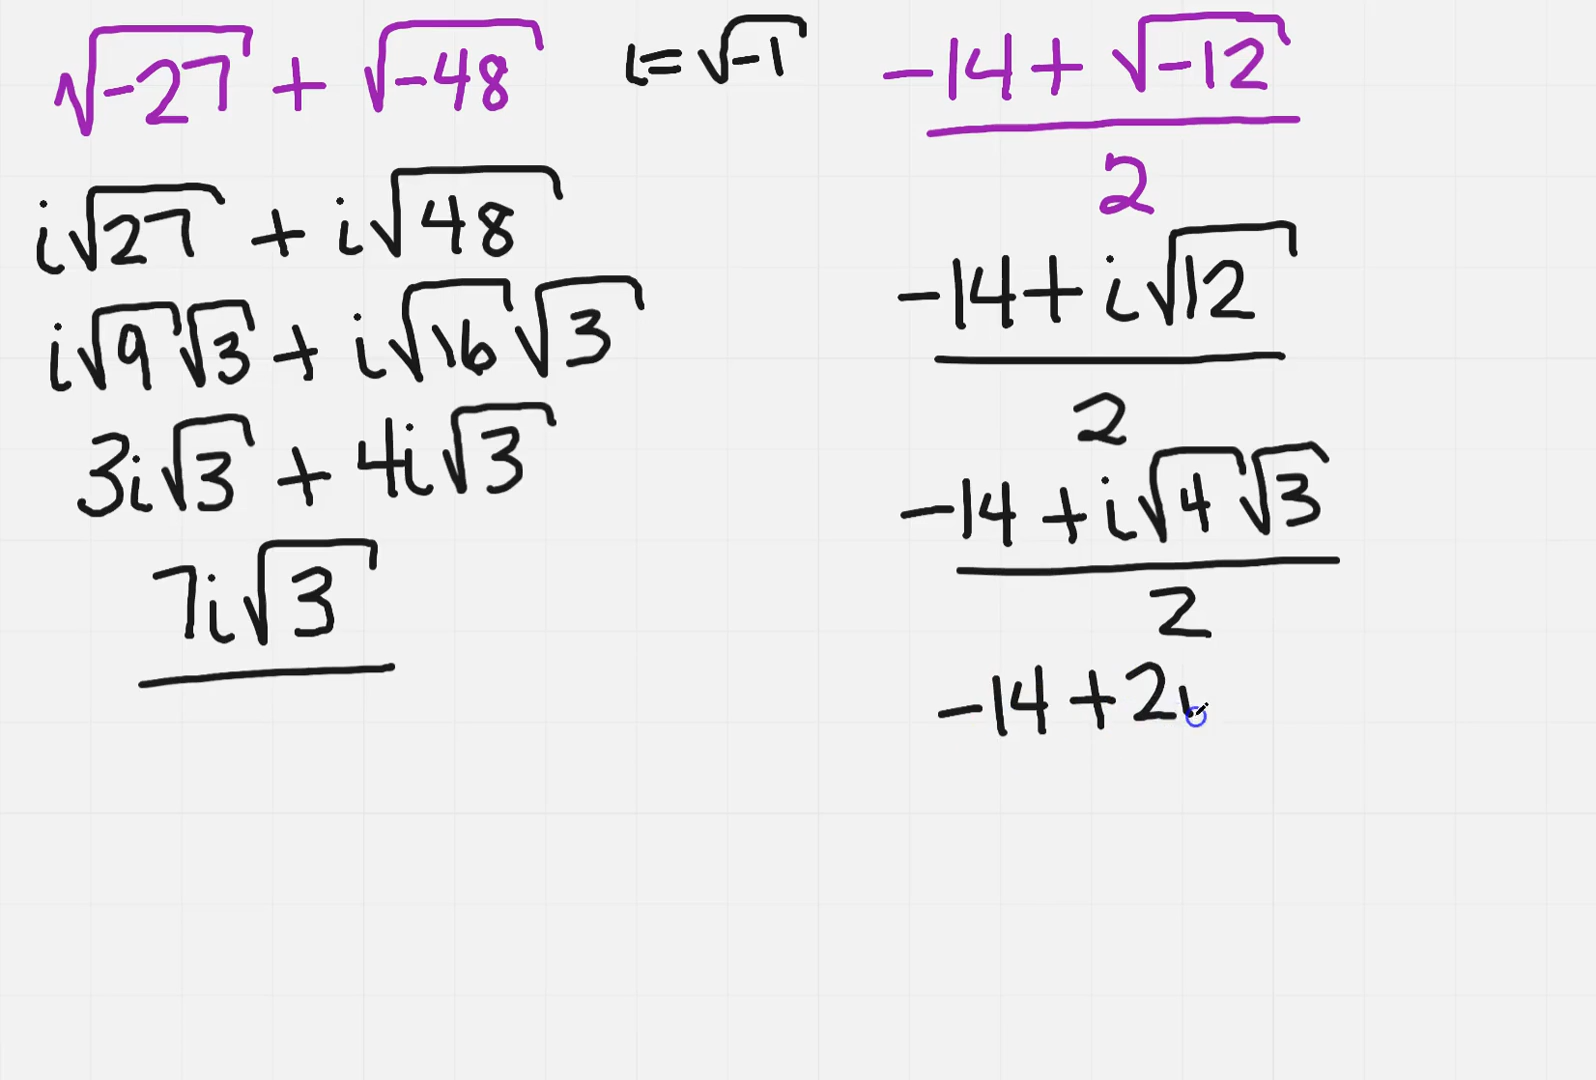 √-27 + √-48
i√27 + i√48
i√9 √3 + i√16 √3
3i√3 + 4i√3
7i√3
i = √-1
-14 + √-12
2
-14 + i√12
2
-14 + i√4 √3
2
-14 + 2i